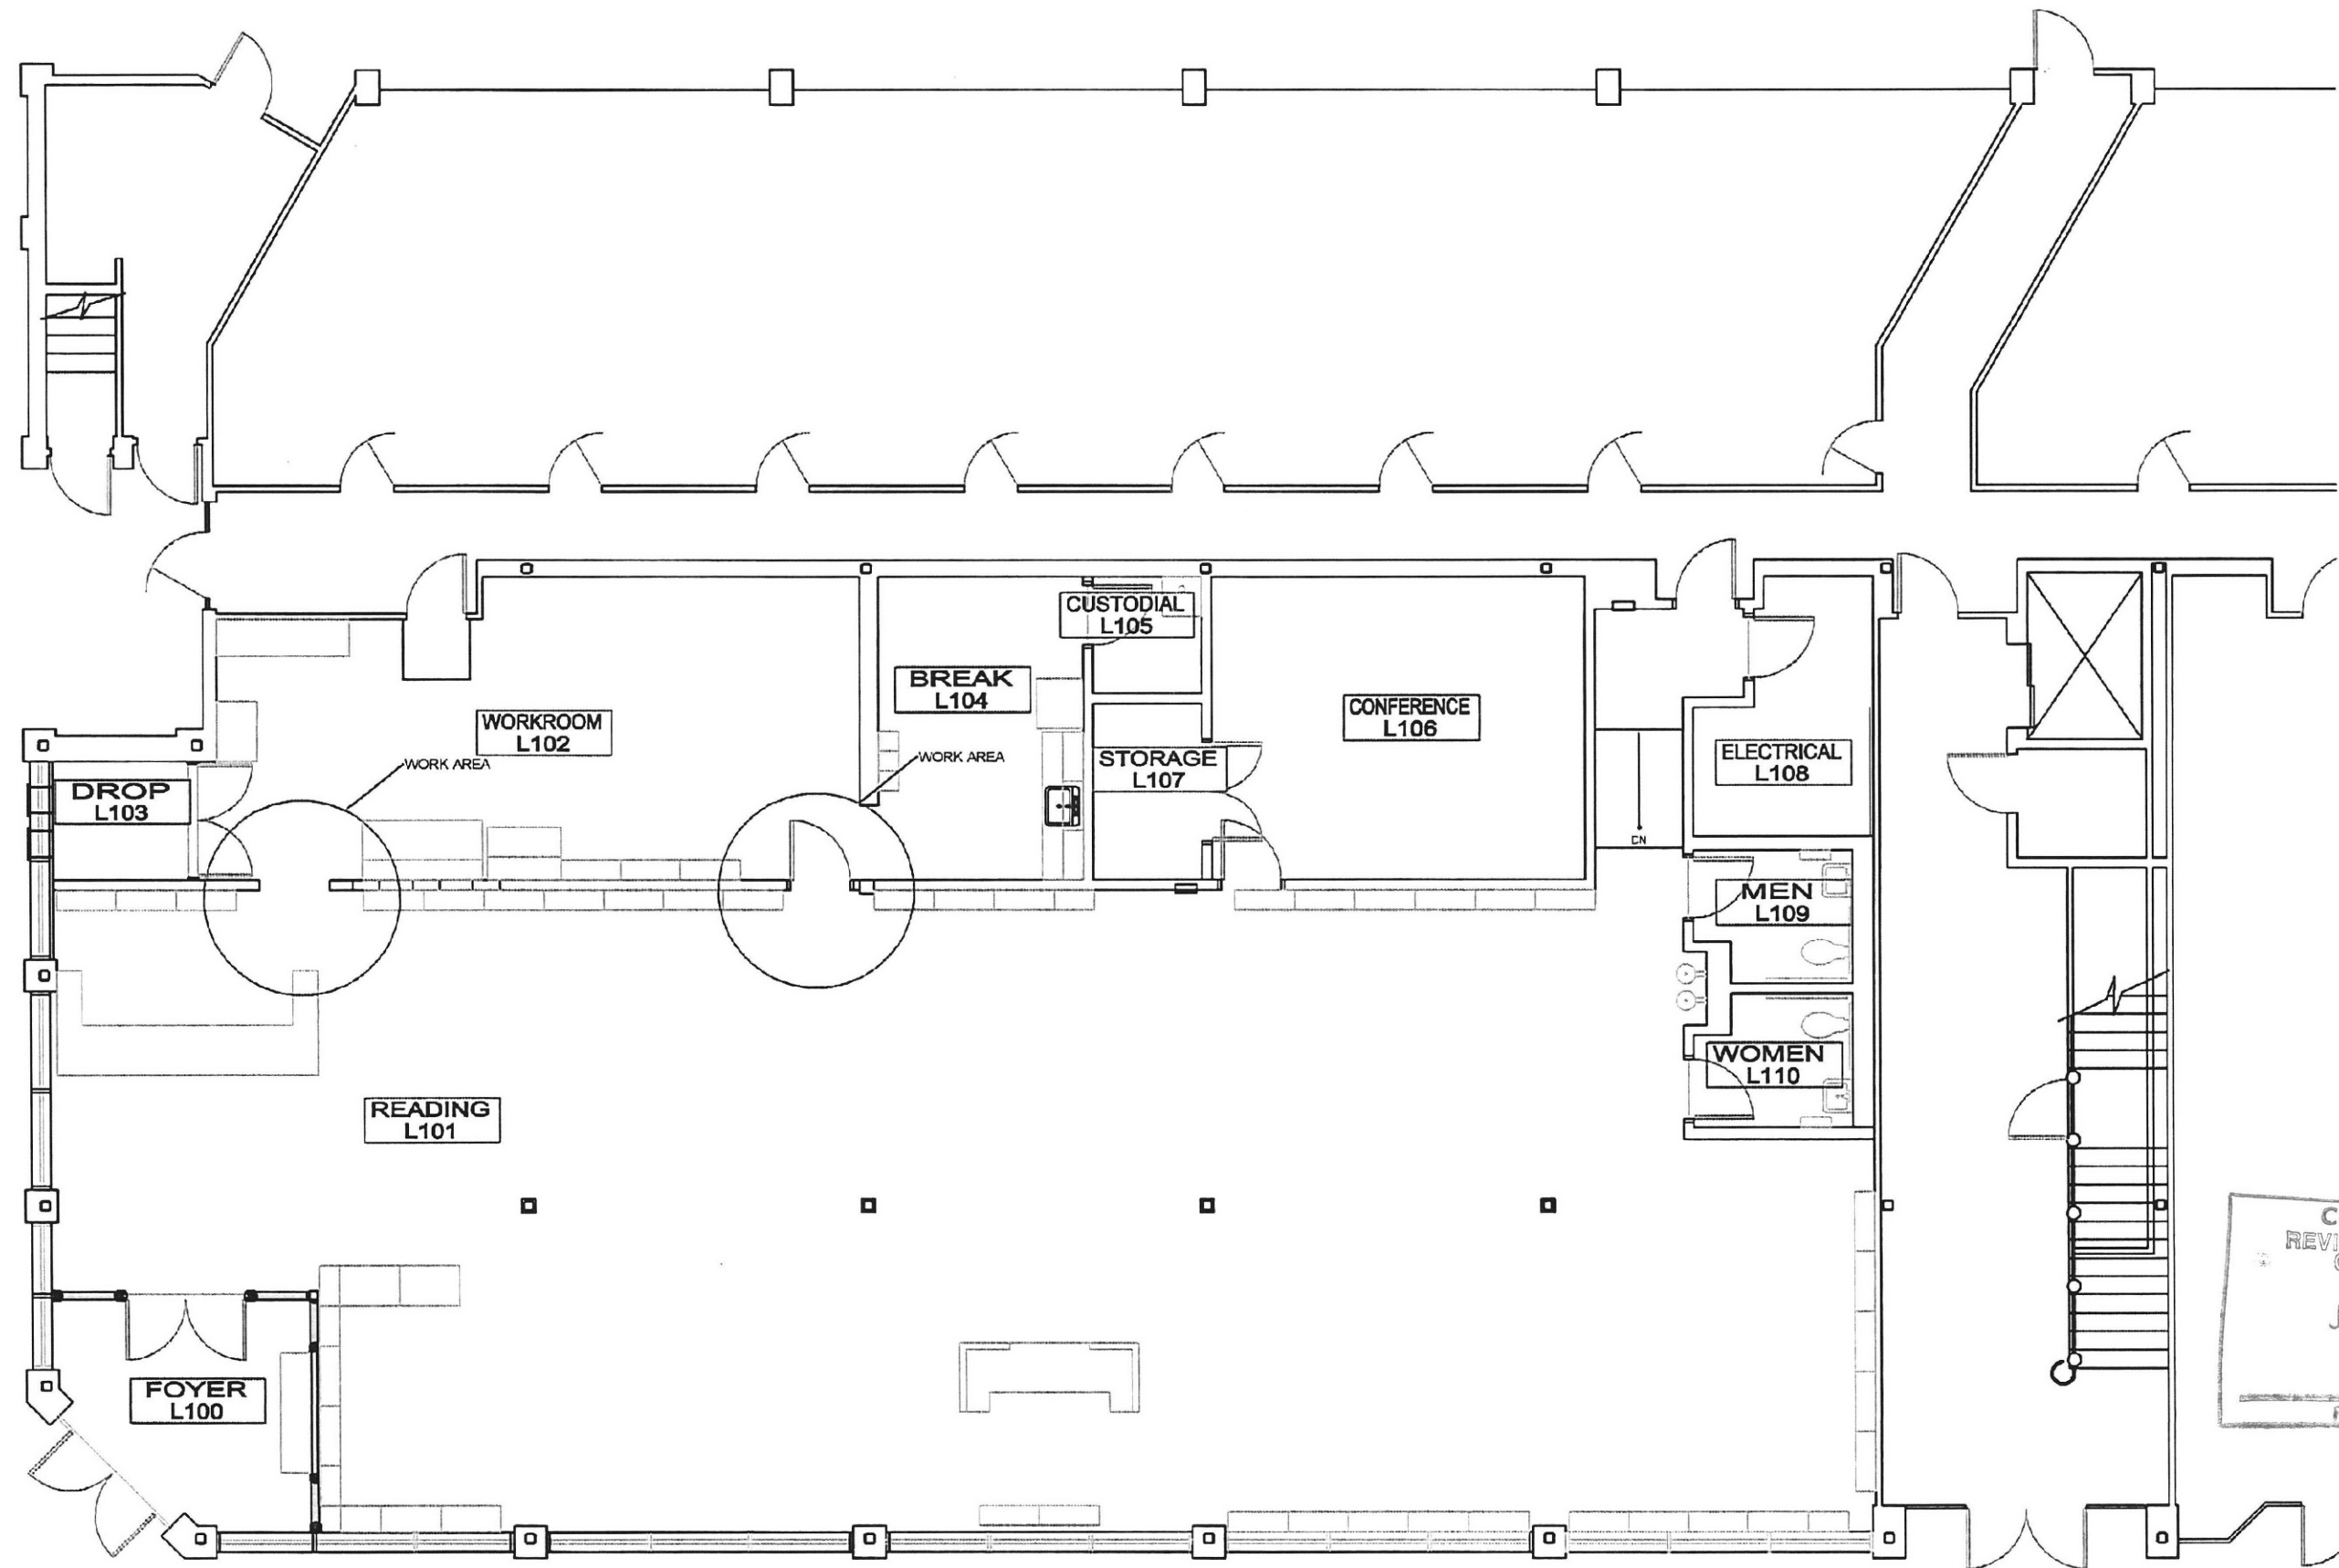 CUSTODIAL
L105
BREAK
L104
CONFERENCE
L106
WORKROOM
L102
WORK AREA
WORK AREA
STORAGE
L107
ELECTRICAL
L108
DROP
L103
DN
MEN
L109
WOMEN
L110
READING
L101
FOYER
L100